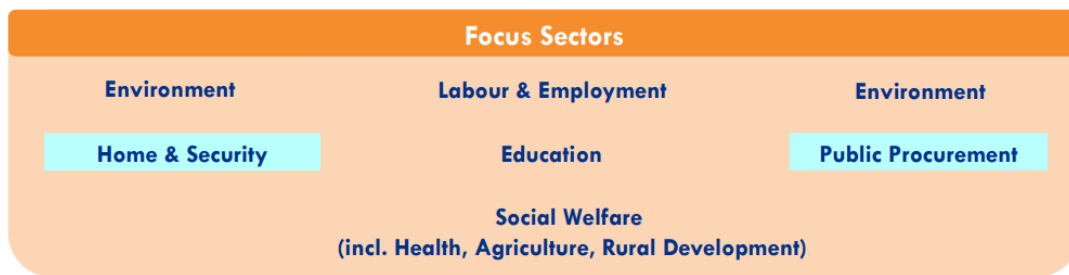 Focus Sectors
Environment
Labour & Employment
Environment
Home & Security
Education
Public Procurement
Social Welfare
(incl. Health, Agriculture, Rural Development)